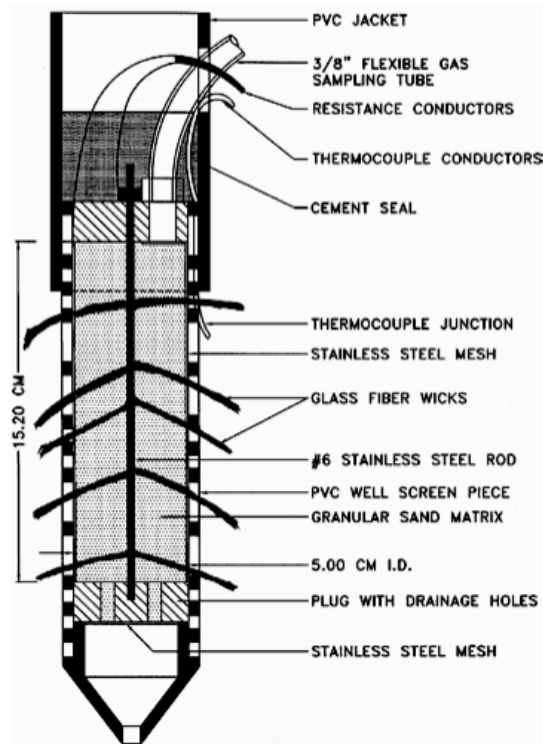 PVC JACKET
3/8" FLEXIBLE GAS
SAMPLING TUBE
RESISTANCE CONDUCTORS
THERMOCOUPLE CONDUCTORS
CEMENT SEAL
THERMOCOUPLE JUNCTION
STAINLESS STEEL MESH
GLASS FIBER WICKS
15.20 CM
#6 STAINLESS STEEL ROD
PVC WELL SCREEN PIECE
GRANULAR SAND MATRIX
5.00 CM I.D.
PLUG WITH DRAINAGE HOLES
STAINLESS STEEL MESH